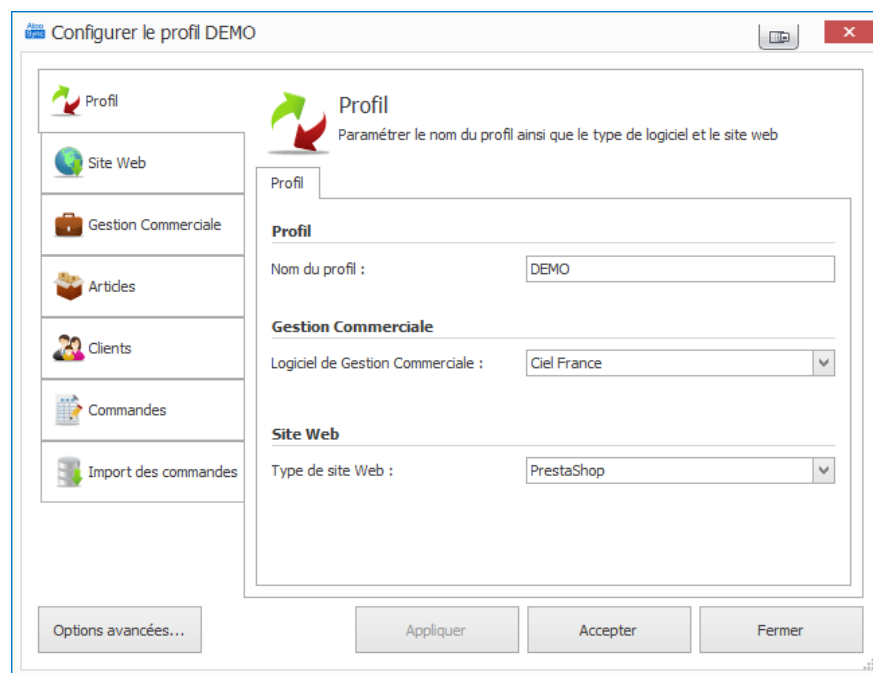 Atoo
Sync
Configurer le profil DEMO
Profil
Site Web
Gestion Commerciale
Articles
Clients
Commandes
Import des commandes
Profil
Paramétrer le nom du profil ainsi que le type de logiciel et le site web
Profil
Profil
Nom du profil : DEMO
Gestion Commerciale
Logiciel de Gestion Commerciale : Ciel France
Site Web
Type de site Web : PrestaShop
Options avancées... Appliquer Accepter Fermer